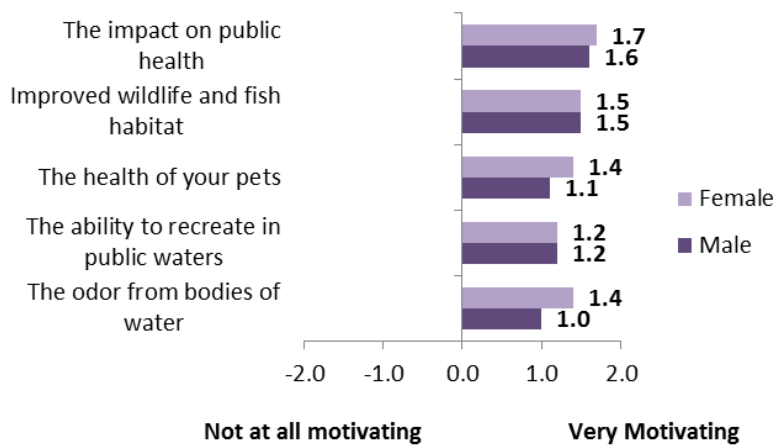 The impact on public
health
1.7
1.6
Improved wildlife and fish
habitat
1.5
1.5
The health of your pets
1.4
1.1
The ability to recreate in
public waters
1.2
1.2
The odor from bodies of
water
1.4
1.0
Female
Male
-2.0 -1.0 0.0 1.0 2.0
Not at all motivating Very Motivating